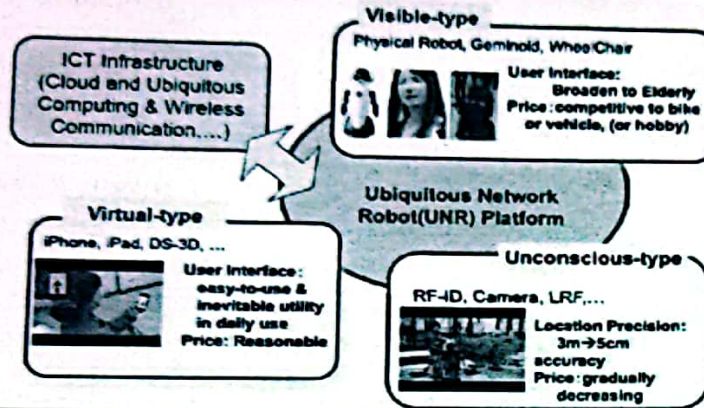 Visible-type
Physical Robot, Geminoid, WheelChair
User Interface:
Broaden to Elderly
Price: competitive to bike
or vehicle, (or hobby)
ICT Infrastructure
(Cloud and Ubiquitous
Computing & Wireless
Communication....)
Ubiquitous Network
Robot(UNR) Platform
Virtual-type
iPhone, iPad, DS-3D, ...
User Interface:
easy-to-use &
inevitable utility
in daily use
Price: Reasonable
Unconscious-type
RF-ID, Camera, LRF,...
Location Precision:
3m→5cm
accuracy
Price: gradually
decreasing